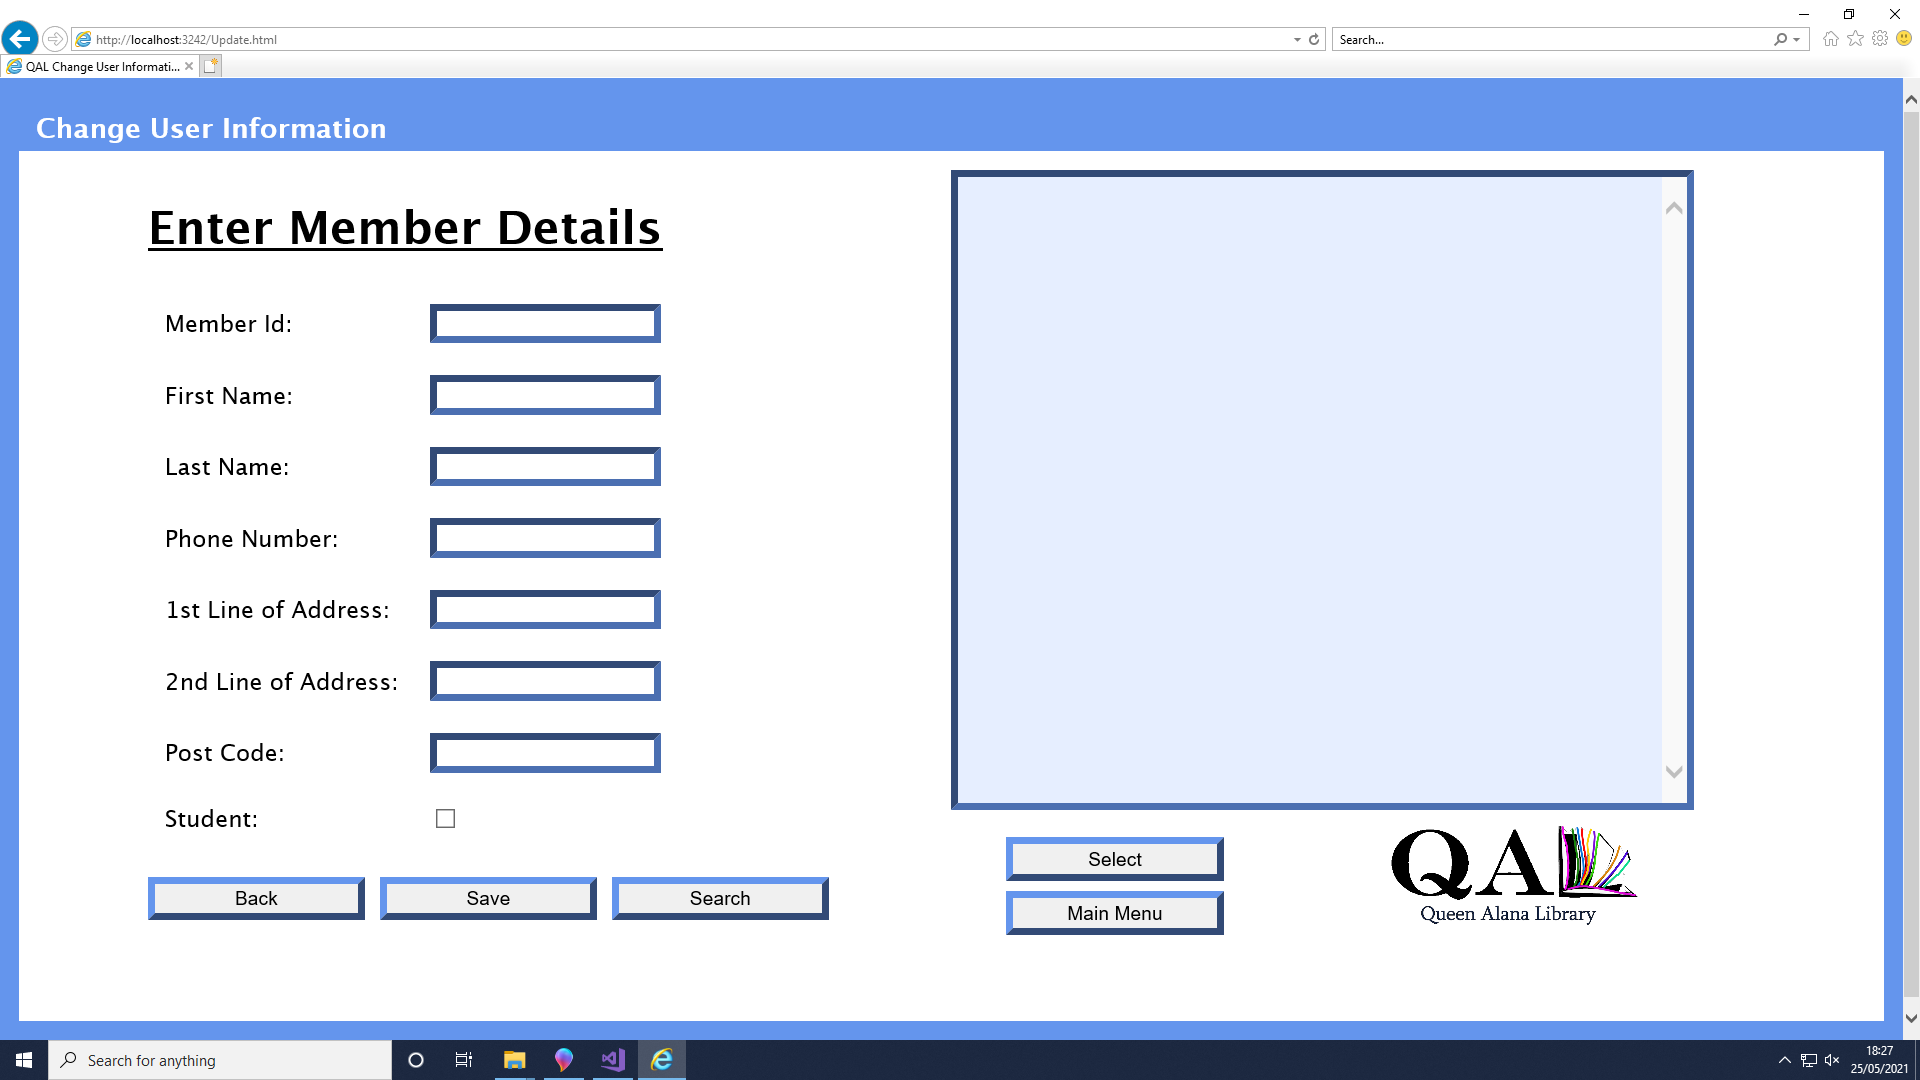 http://localhost:3242/Update.html
Search...
QAL Change User Informati...
Change User Information
Enter Member Details
Member Id:
First Name:
Last Name:
Phone Number:
1st Line of Address:
2nd Line of Address:
Post Code:
Student:
Back
Save
Search
Select
Main Menu
QAL
Queen Alana Library
Search for anything
18:27
25/05/2021